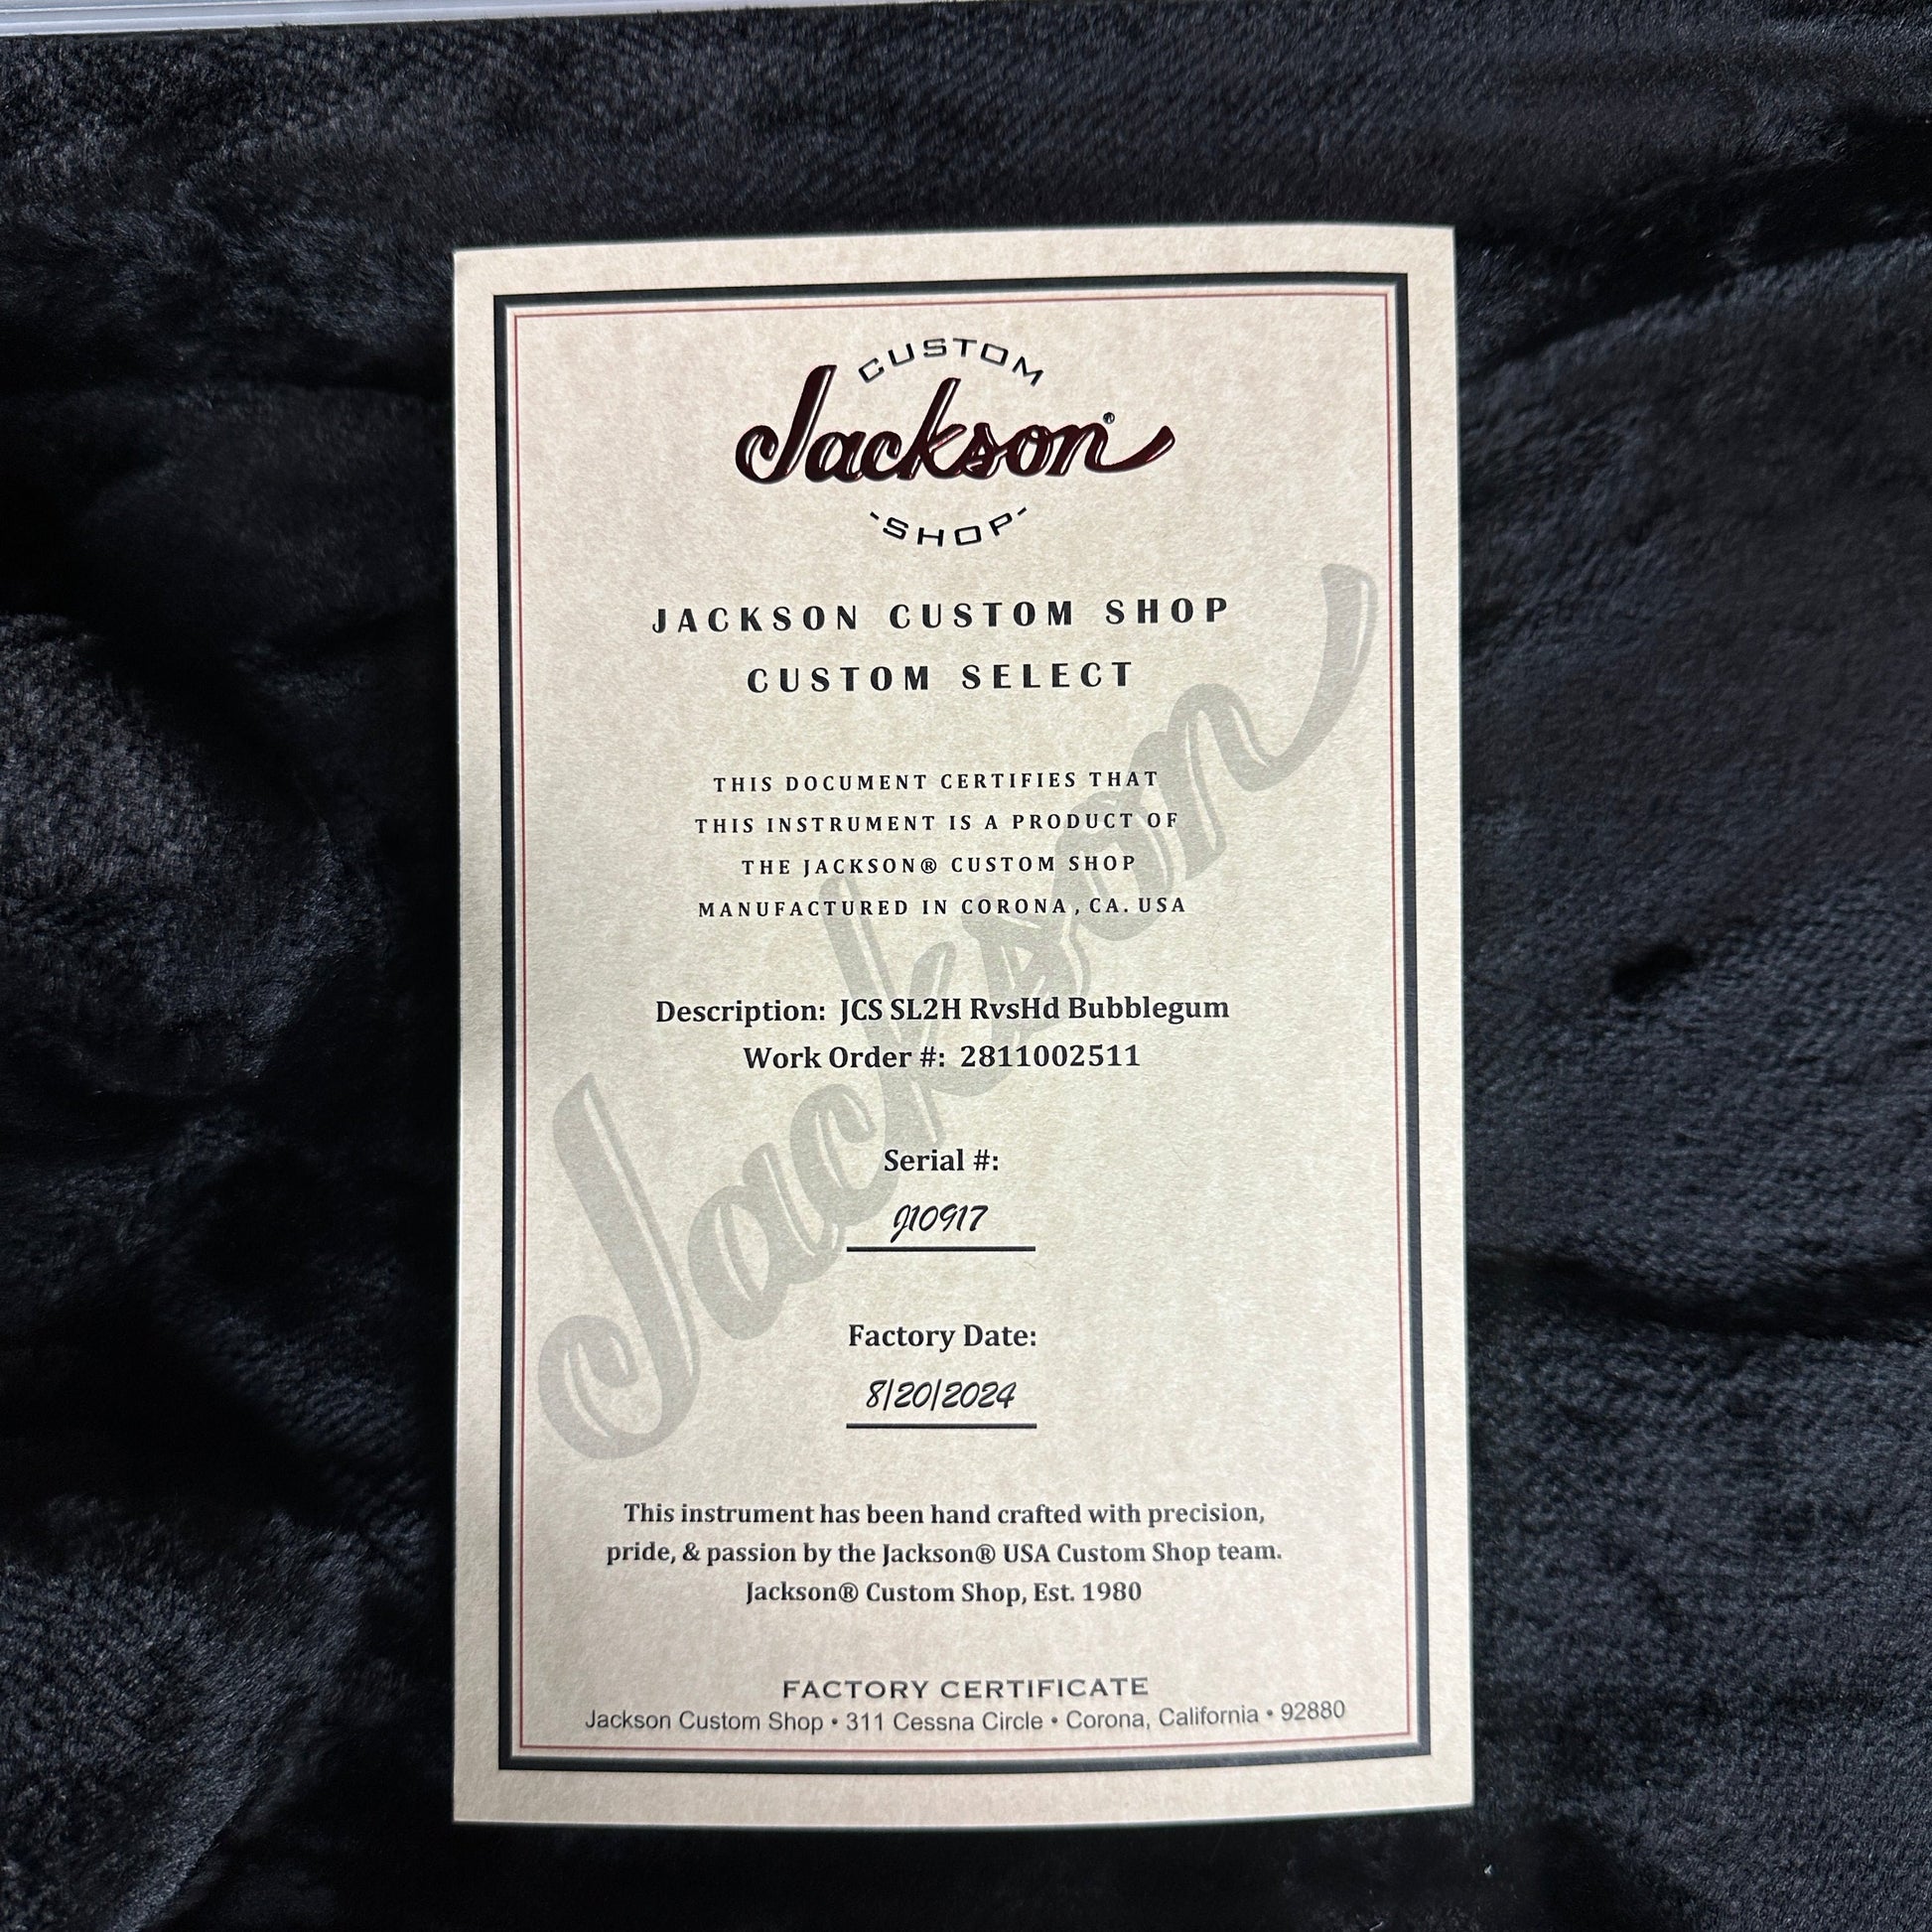 CUSTOM
Jackson®
-SHOP-
JACKSON CUSTOM SHOP
CUSTOM SELECT
THIS DOCUMENT CERTIFIES THAT
THIS INSTRUMENT IS A PRODUCT OF
THE JACKSON® CUSTOM SHOP
MANUFACTURED IN CORONA, CA. USA
Jackson
Description: JCS SL2H RvsHd Bubblegum
Work Order #: 2811002511
Serial #:
J10917
Factory Date:
8/20/2024
This instrument has been hand crafted with precision,
pride, & passion by the Jackson® USA Custom Shop team.
Jackson® Custom Shop, Est. 1980
FACTORY CERTIFICATE
Jackson Custom Shop • 311 Cessna Circle • Corona, California • 92880